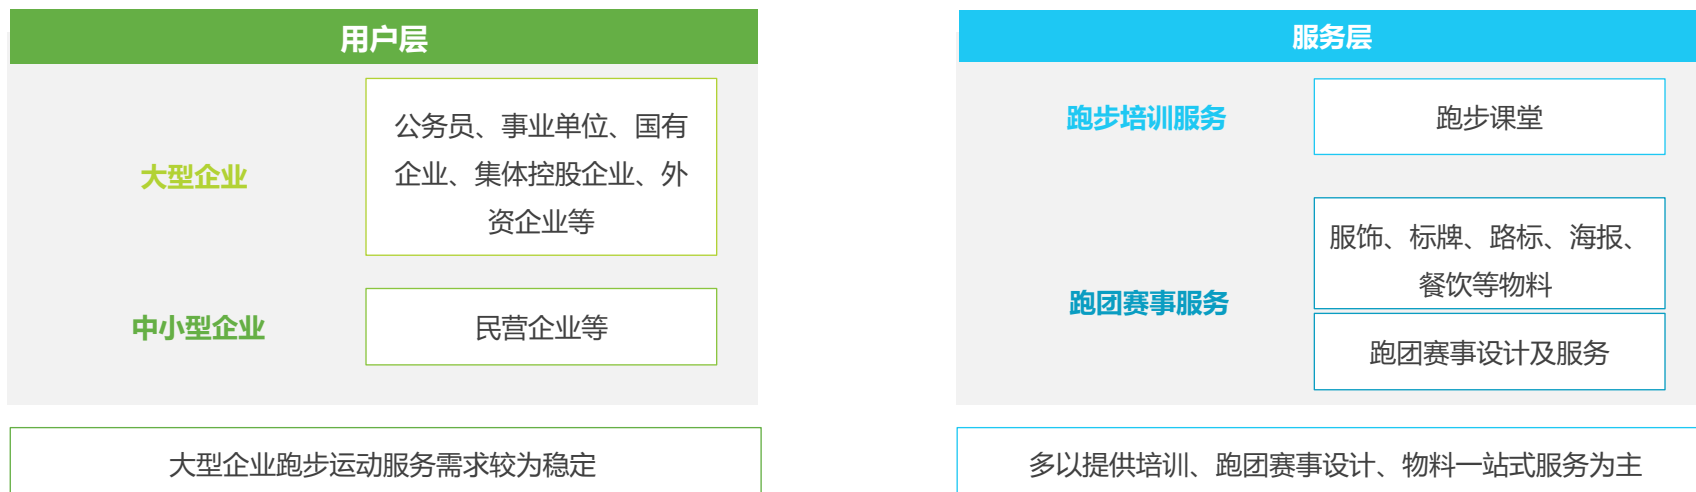 用户层
大型企业
公务员、事业单位、国有
企业、集体控股企业、外
资企业等
中小型企业
民营企业等
大型企业跑步运动服务需求较为稳定
服务层
跑步培训服务
跑步课堂
跑团赛事服务
服饰、标牌、路标、海报、
餐饮等物料
跑团赛事设计及服务
多以提供培训、跑团赛事设计、物料一站式服务为主